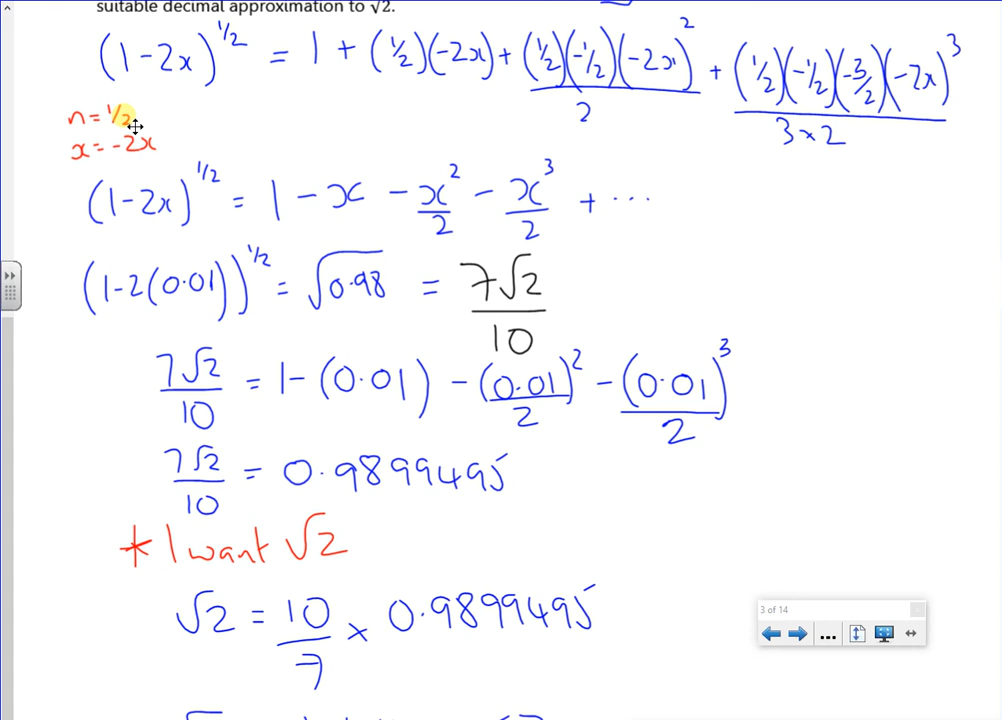 suitable decimal approximation to √2.
(1-2x)^½ = 1 + (½)(-2x) + (½)(-½)(-2x)²/2 + (½)(-½)(-3/2)(-2x)³/3×2
n = ½
x = -2x
(1-2x)^½ = 1 - x - x²/2 - x³/2 + ...
(1-2(0.01))^½ = √0.98 = 7√2/10
7√2/10 = 1-(0.01) - (0.01)²/2 - (0.01)³/2
7√2/10 = 0.9899495
* I want √2
√2 = 10/7 × 0.9899495
3 of 14